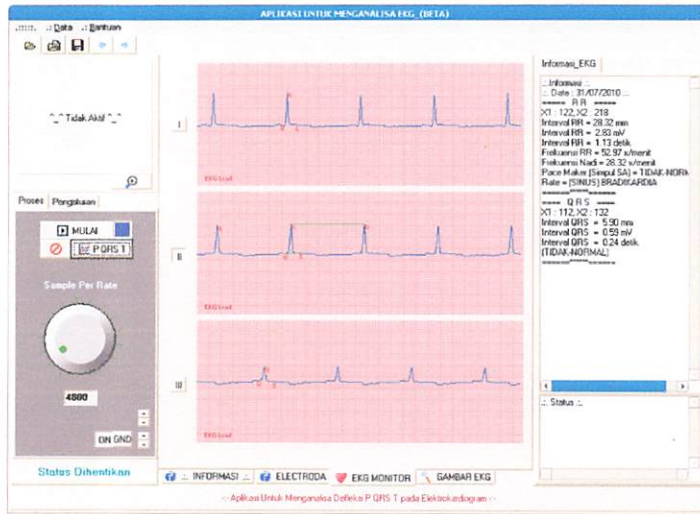 APLIKASI UNTUK MENGANALISA EKG_(BETA)
.:Data .:Bantuan
^_^ Tidak Aktif ^_^
Proses Pengaturan
MULAI
P QRS T
Sample Per Rate
4800
ON GND
Status Dihentikan
I
EKG Lead
II
EKG Lead
III
EKG Lead
.:. INFORMASI .:. ELECTRODA EKG MONITOR GAMBAR EKG
-- Aplikasi Untuk Menganalisa Defleksi P QRS T pada Elektrokardiogram --
Informasi_EKG
.:. Informasi .:.
.:. Date : 31/07/2010 .:.
===== R R =====
X1 : 122, X2 : 218
Interval RR = 28.32 mm
Interval RR = 2.83 mV
Interval RR = 1.13 detik
Frekuensi RR = 52.97 x/menit
Frekuensi Nadi = 28.32 x/menit
Pace Maker [Simpul SA] = TIDAK-NORM
Rate = [SINUS] BRADIKARDIA
==== Q R S =====
X1 : 112, X2 : 132
Interval QRS = 5.90 mm
Interval QRS = 0.59 mV
Interval QRS = 0.24 detik
[TIDAK-NORMAL]
.:. Status .:.